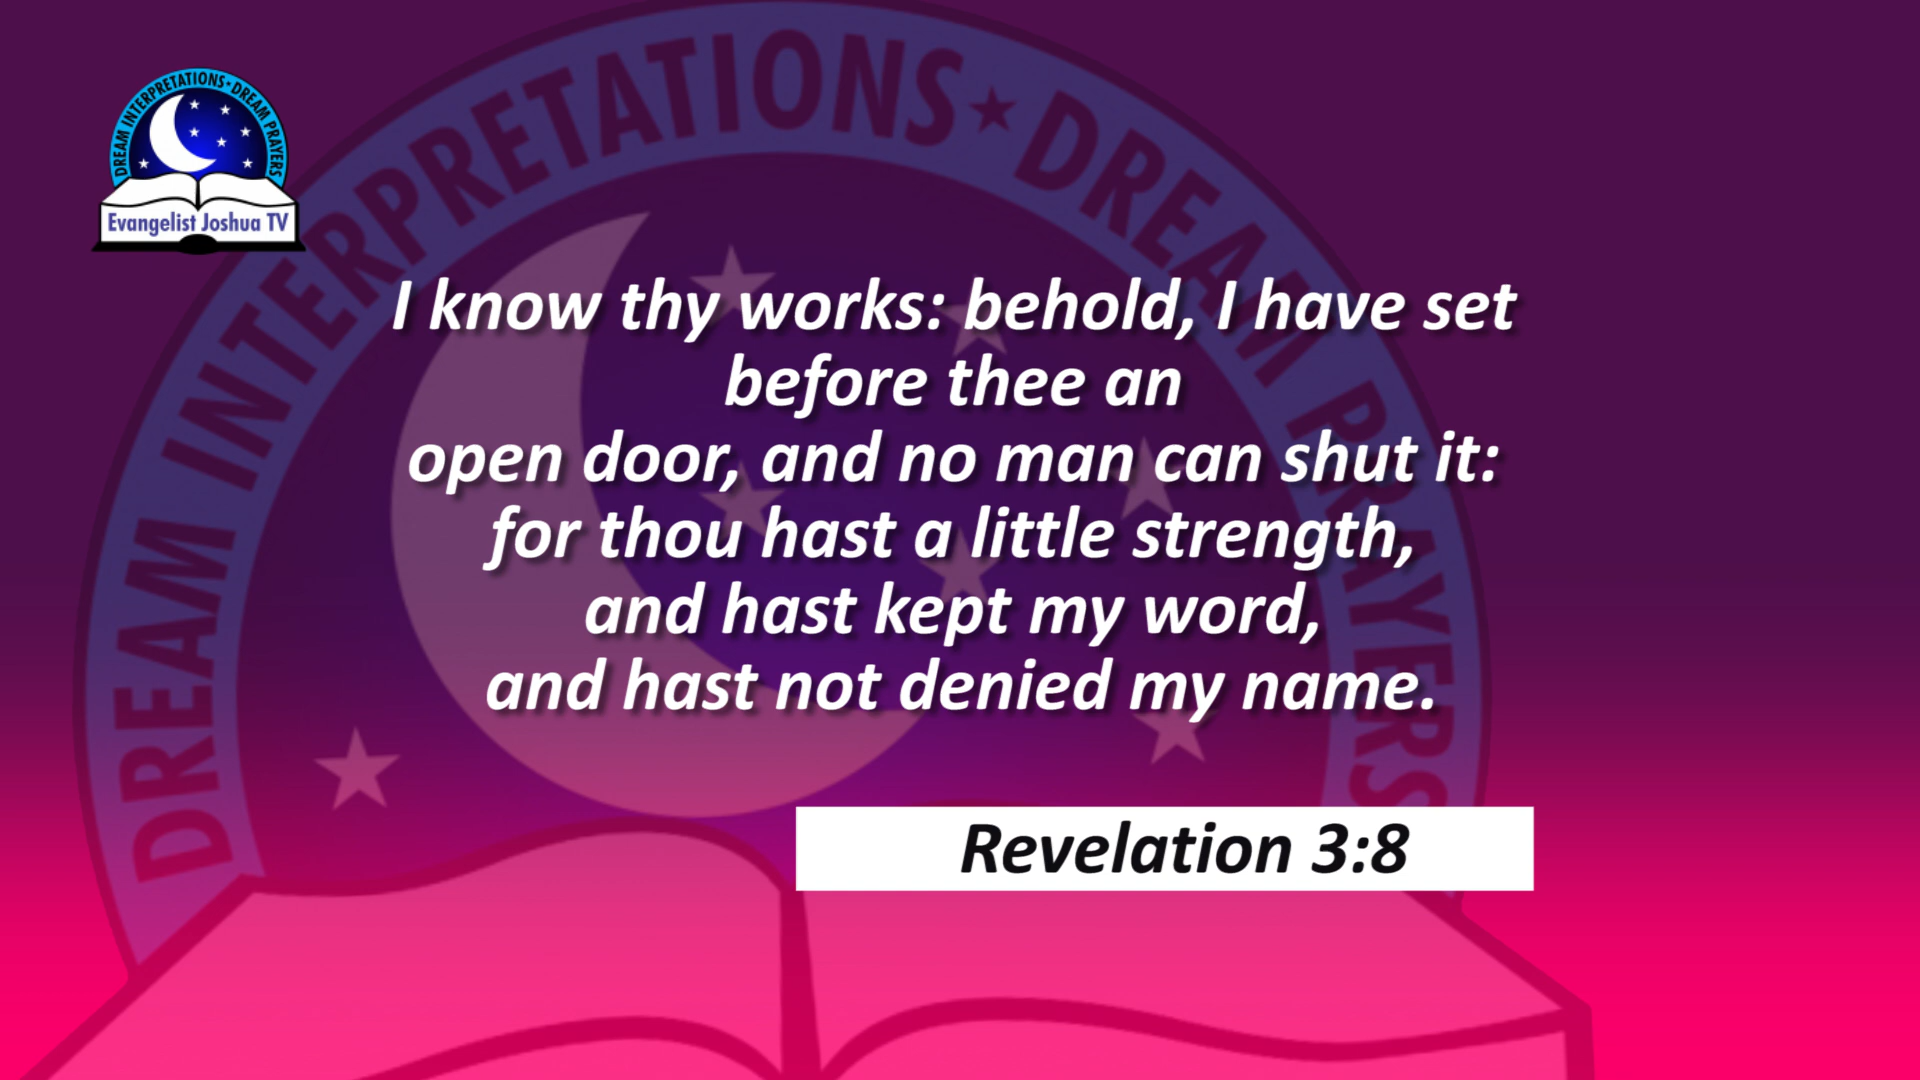 DREAM INTERPRETATIONS • DREAM PRAYERS
Evangelist Joshua TV
DREAM INTERPRETATIONS ★ DREAM PRAYERS
I know thy works: behold, I have set
before thee an
open door, and no man can shut it:
for thou hast a little strength,
and hast kept my word,
and hast not denied my name.
Revelation 3:8